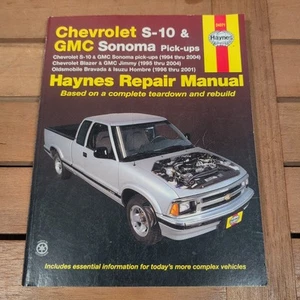 Chevrolet S-10 &
GMC Sonoma Pick-ups
Chevrolet S-10 & GMC Sonoma pick-ups (1994 thru 2004)
Chevrolet Blazer & GMC Jimmy (1995 thru 2004)
Oldsmobile Bravada & Isuzu Hombre (1996 thru 2001)
Haynes
Haynes Repair Manual
Based on a complete teardown and rebuild
Includes essential information for today's more complex vehicles